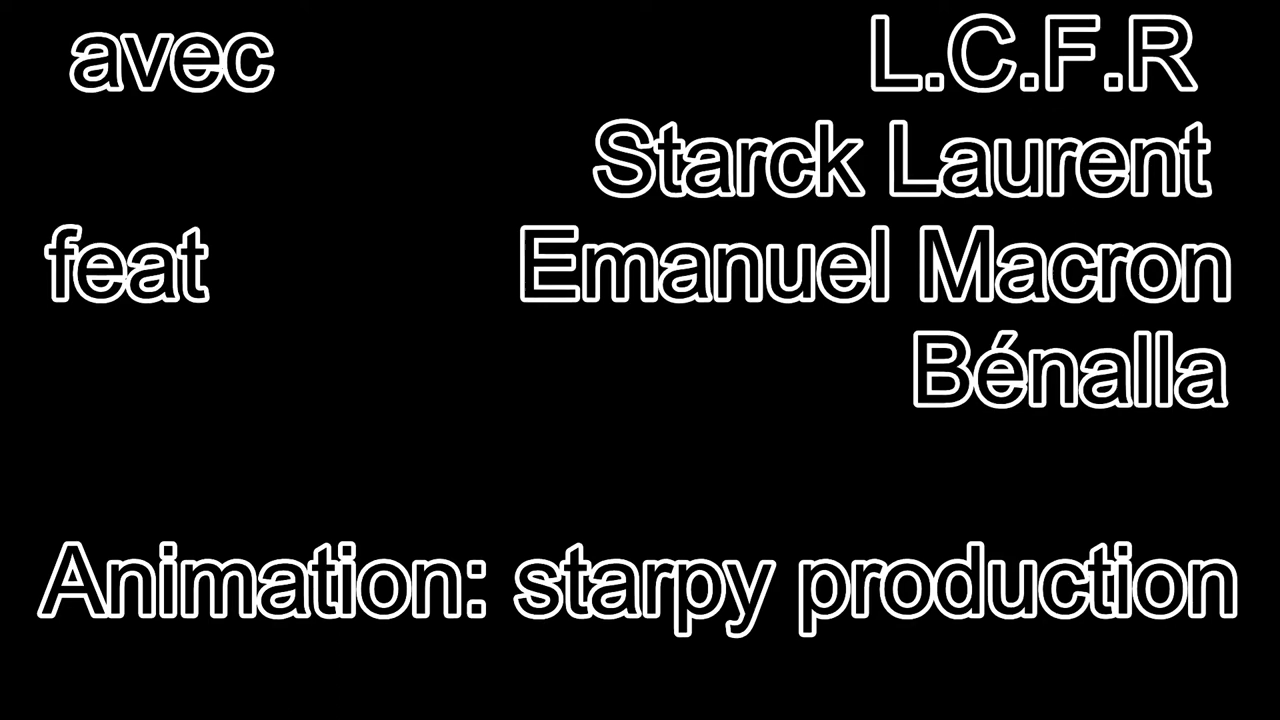 avec L.C.F.R
Starck Laurent
feat Emanuel Macron
Bénalla
Animation: starpy production